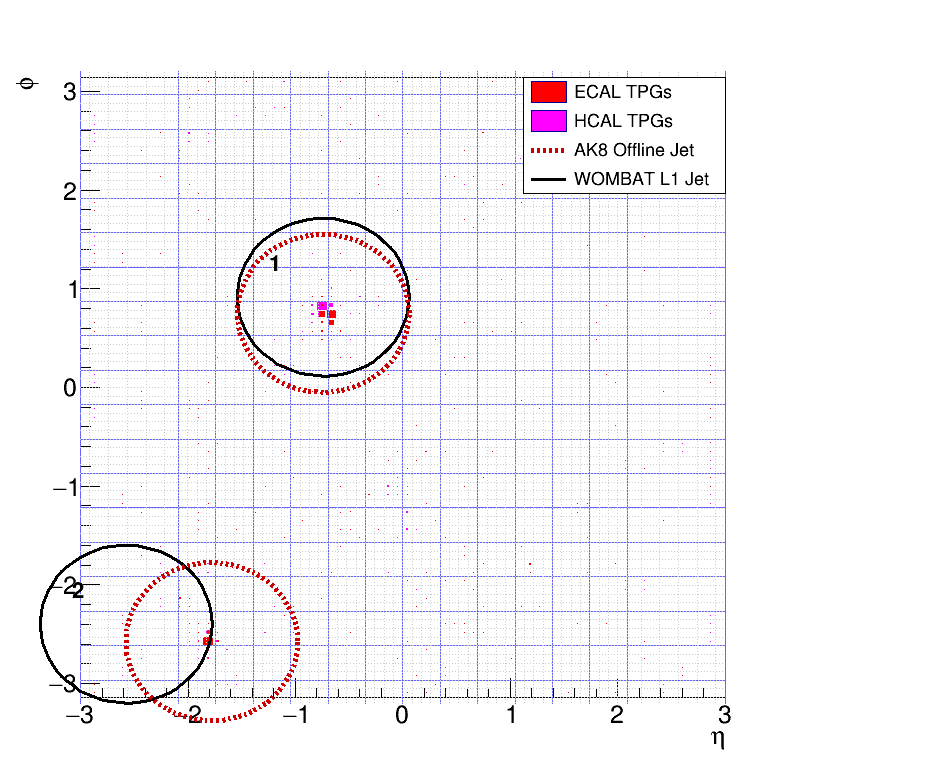 φ
3
2
1
0
−1
−2
−3
ECAL TPGs
HCAL TPGs
AK8 Offline Jet
WOMBAT L1 Jet
1
2
−3 −2 −1 0 1 2 3
η